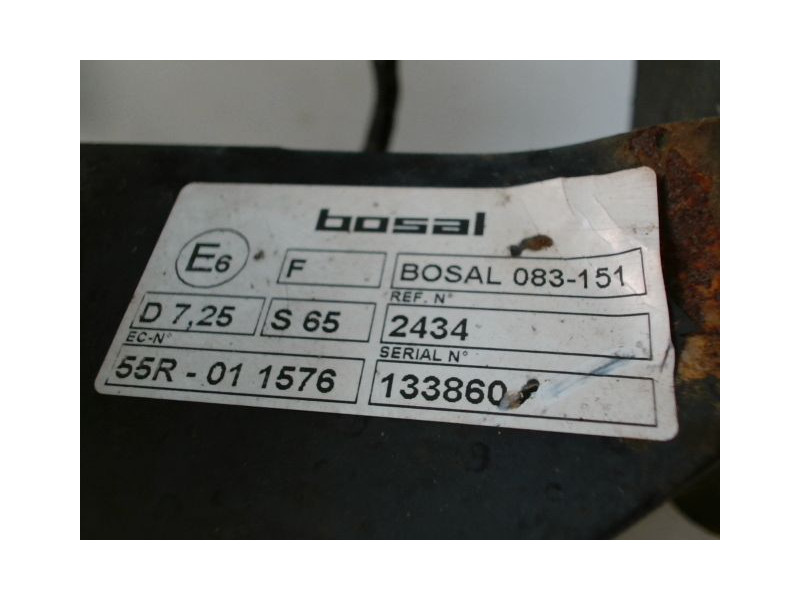 bosal
E6 F BOSAL 083-151
REF. N°
D 7,25 S 65 2434
EC-N° SERIAL N°
55R - 01 1576 133860